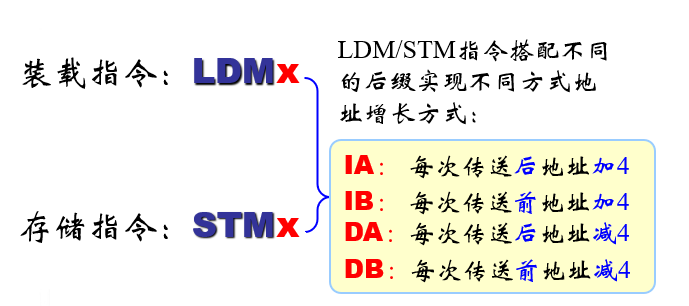 装载指令：LDMx
LDM/STM指令搭配不同
的后缀实现不同方式地
址增长方式：
存储指令：STMx
IA：每次传送后地址加4
IB：每次传送前地址加4
DA：每次传送后地址减4
DB：每次传送前地址减4